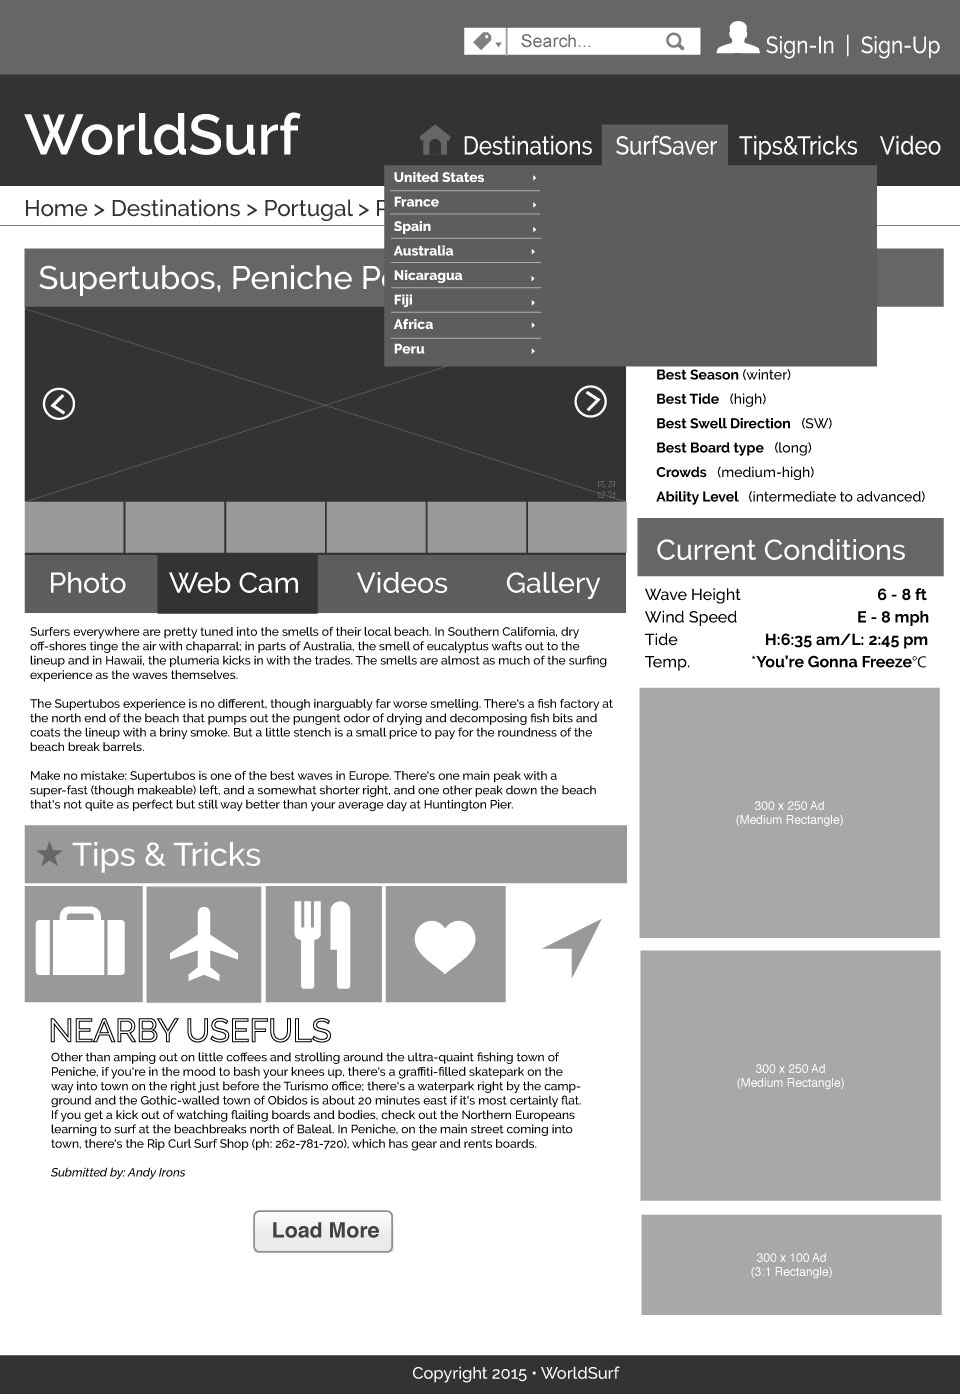 Search...
Sign-In | Sign-Up
WorldSurf
Destinations
SurfSaver
Tips&Tricks
Video
United States
France
Spain
Australia
Nicaragua
Fiji
Africa
Peru
Home > Destinations > Portugal >
Supertubos, Peniche
Best Season (winter)
Best Tide (high)
Best Swell Direction (SW)
Best Board type (long)
Crowds (medium-high)
Ability Level (intermediate to advanced)
Photo
Web Cam
Videos
Gallery
Current Conditions
Wave Height 6 - 8 ft
Wind Speed E - 8 mph
Tide H:6:35 am/L: 2:45 pm
Temp. *You're Gonna Freeze°C
Surfers everywhere are pretty tuned into the smells of their local beach. In Southern California, dry
off-shores tinge the air with chaparral; in parts of Australia, the smell of eucalyptus wafts out to the
lineup and in Hawaii, the plumeria kicks in with the trades. The smells are almost as much of the surfing
experience as the waves themselves.
The Supertubos experience is no different, though inarguably far worse smelling. There's a fish factory at
the north end of the beach that pumps out the pungent odor of drying and decomposing fish bits and
coats the lineup with a briny smoke. But a little stench is a small price to pay for the roundness of the
beach break barrels.
Make no mistake: Supertubos is one of the best waves in Europe. There's one main peak with a
super-fast (though makeable) left, and a somewhat shorter right, and one other peak down the beach
that's not quite as perfect but still way better than your average day at Huntington Pier.
300 x 250 Ad
(Medium Rectangle)
Tips & Tricks
NEARBY USEFULS
Other than amping out on little coffees and strolling around the ultra-quaint fishing town of
Peniche, if you're in the mood to bash your knees up, there's a graffiti-filled skatepark on the
way into town on the right just before the Turismo office; there's a waterpark right by the camp-
ground and the Gothic-walled town of Obidos is about 20 minutes east if it's most certainly flat.
If you get a kick out of watching flailing boards and bodies, check out the Northern Europeans
learning to surf at the beachbreaks north of Baleal. In Peniche, on the main street coming into
town, there's the Rip Curl Surf Shop (ph: 262-781-720), which has gear and rents boards.
Submitted by: Andy Irons
300 x 250 Ad
(Medium Rectangle)
Load More
300 x 100 Ad
(3:1 Rectangle)
Copyright 2015 • WorldSurf